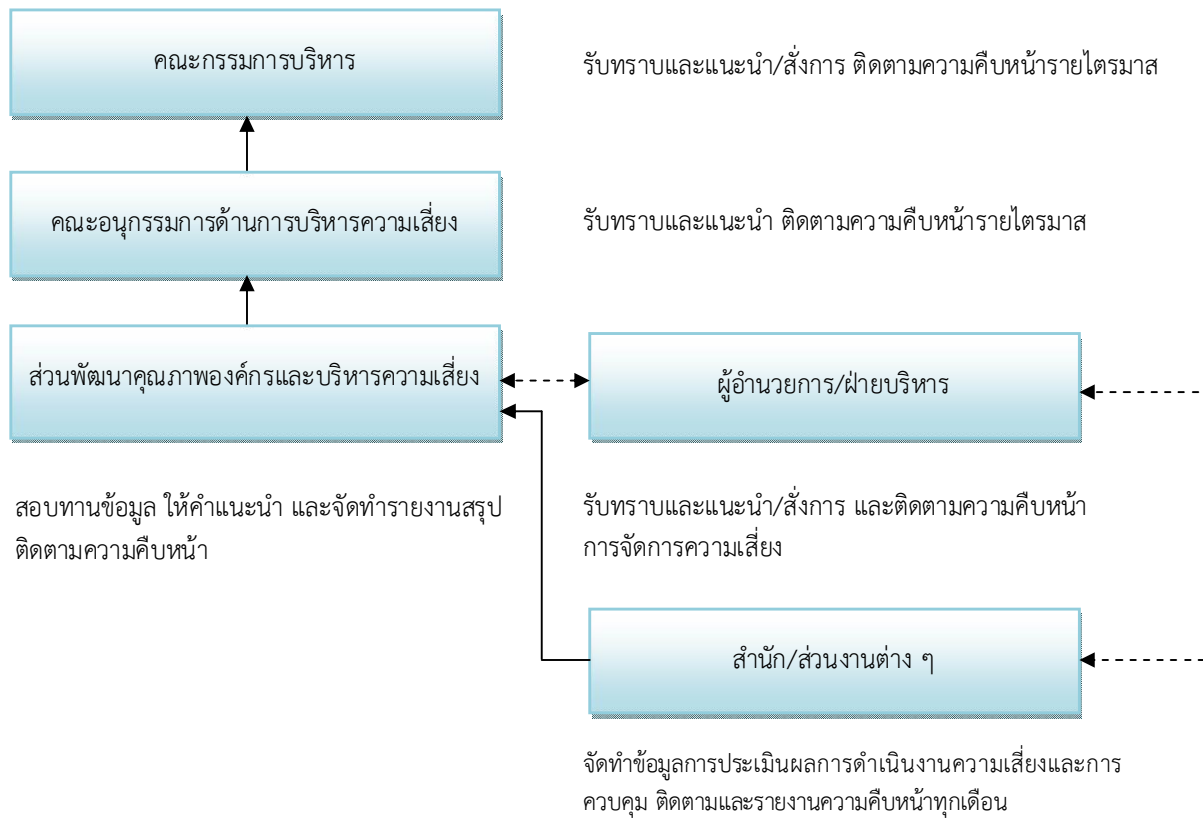 คณะกรรมการบริหาร
รับทราบและแนะนำ/สั่งการ ติดตามความคืบหน้ารายไตรมาส
คณะอนุกรรมการด้านการบริหารความเสี่ยง
รับทราบและแนะนำ ติดตามความคืบหน้ารายไตรมาส
ส่วนพัฒนาคุณภาพองค์กรและบริหารความเสี่ยง
ผู้อำนวยการ/ฝ่ายบริหาร
สอบทานข้อมูล ให้คำแนะนำ และจัดทำรายงานสรุป
ติดตามความคืบหน้า
รับทราบและแนะนำ/สั่งการ และติดตามความคืบหน้า
การจัดการความเสี่ยง
สำนัก/ส่วนงานต่าง ๆ
จัดทำข้อมูลการประเมินผลการดำเนินงานความเสี่ยงและการ
ควบคุม ติดตามและรายงานความคืบหน้าทุกเดือน